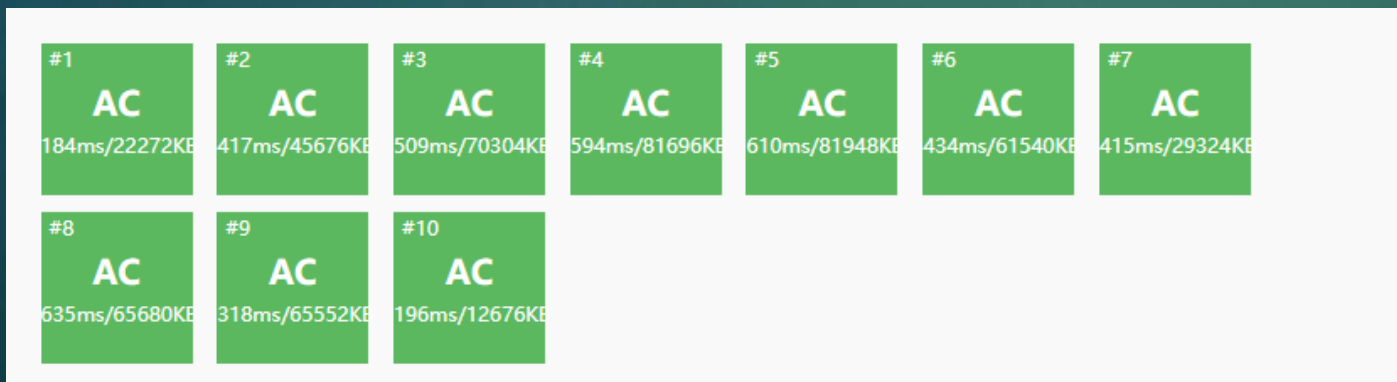 #1 #2 #3 #4 #5 #6 #7
AC AC AC AC AC AC AC
184ms/22272KB 417ms/45676KB 509ms/70304KB 594ms/81696KB 610ms/81948KB 434ms/61540KB 415ms/29324KB
#8 #9 #10
AC AC AC
635ms/65680KB 318ms/65552KB 196ms/12676KB